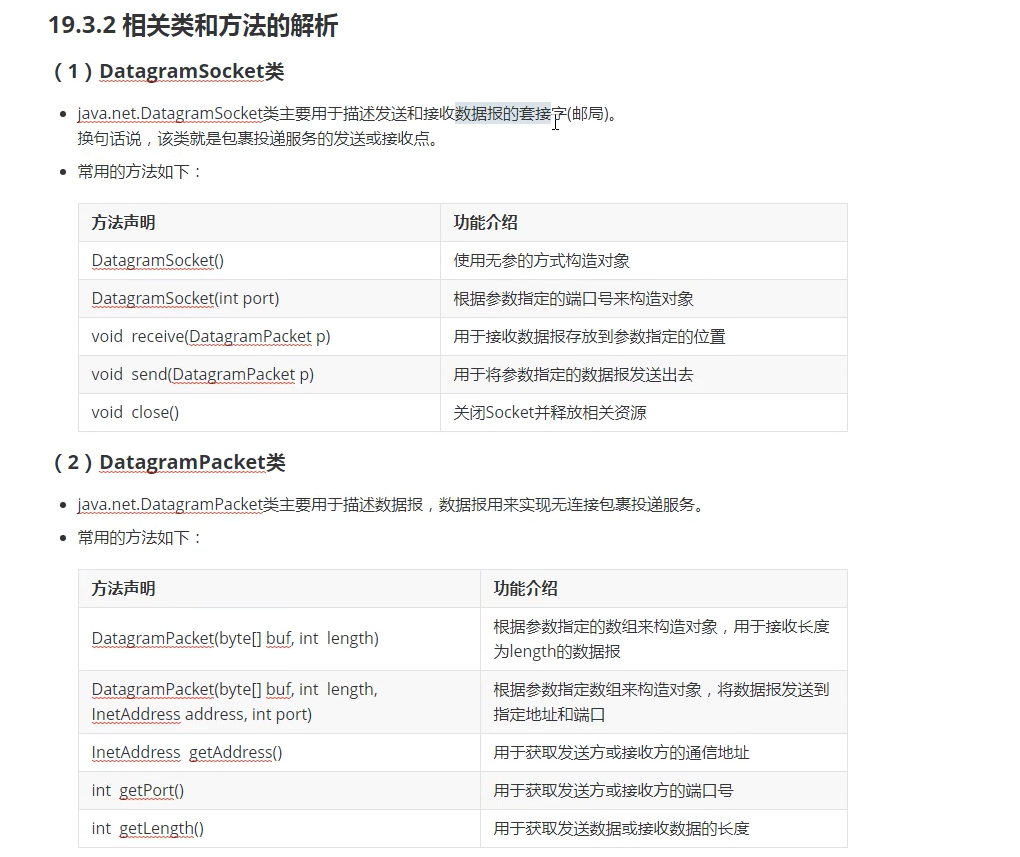 19.3.2 相关类和方法的解析
（1）DatagramSocket类
java.net.DatagramSocket类主要用于描述发送和接收数据报的套接字(邮局)。
换句话说，该类就是包裹投递服务的发送或接收点。
常用的方法如下：
方法声明 功能介绍
DatagramSocket() 使用无参的方式构造对象
DatagramSocket(int port) 根据参数指定的端口号来构造对象
void receive(DatagramPacket p) 用于接收数据报存放到参数指定的位置
void send(DatagramPacket p) 用于将参数指定的数据报发送出去
void close() 关闭Socket并释放相关资源
（2）DatagramPacket类
java.net.DatagramPacket类主要用于描述数据报，数据报用来实现无连接包裹投递服务。
常用的方法如下：
方法声明 功能介绍
DatagramPacket(byte[] buf, int length) 根据参数指定的数组来构造对象，用于接收长度
为length的数据报
DatagramPacket(byte[] buf, int length, 根据参数指定数组来构造对象，将数据报发送到
InetAddress address, int port) 指定地址和端口
InetAddress getAddress() 用于获取发送方或接收方的通信地址
int getPort() 用于获取发送方或接收方的端口号
int getLength() 用于获取发送数据或接收数据的长度